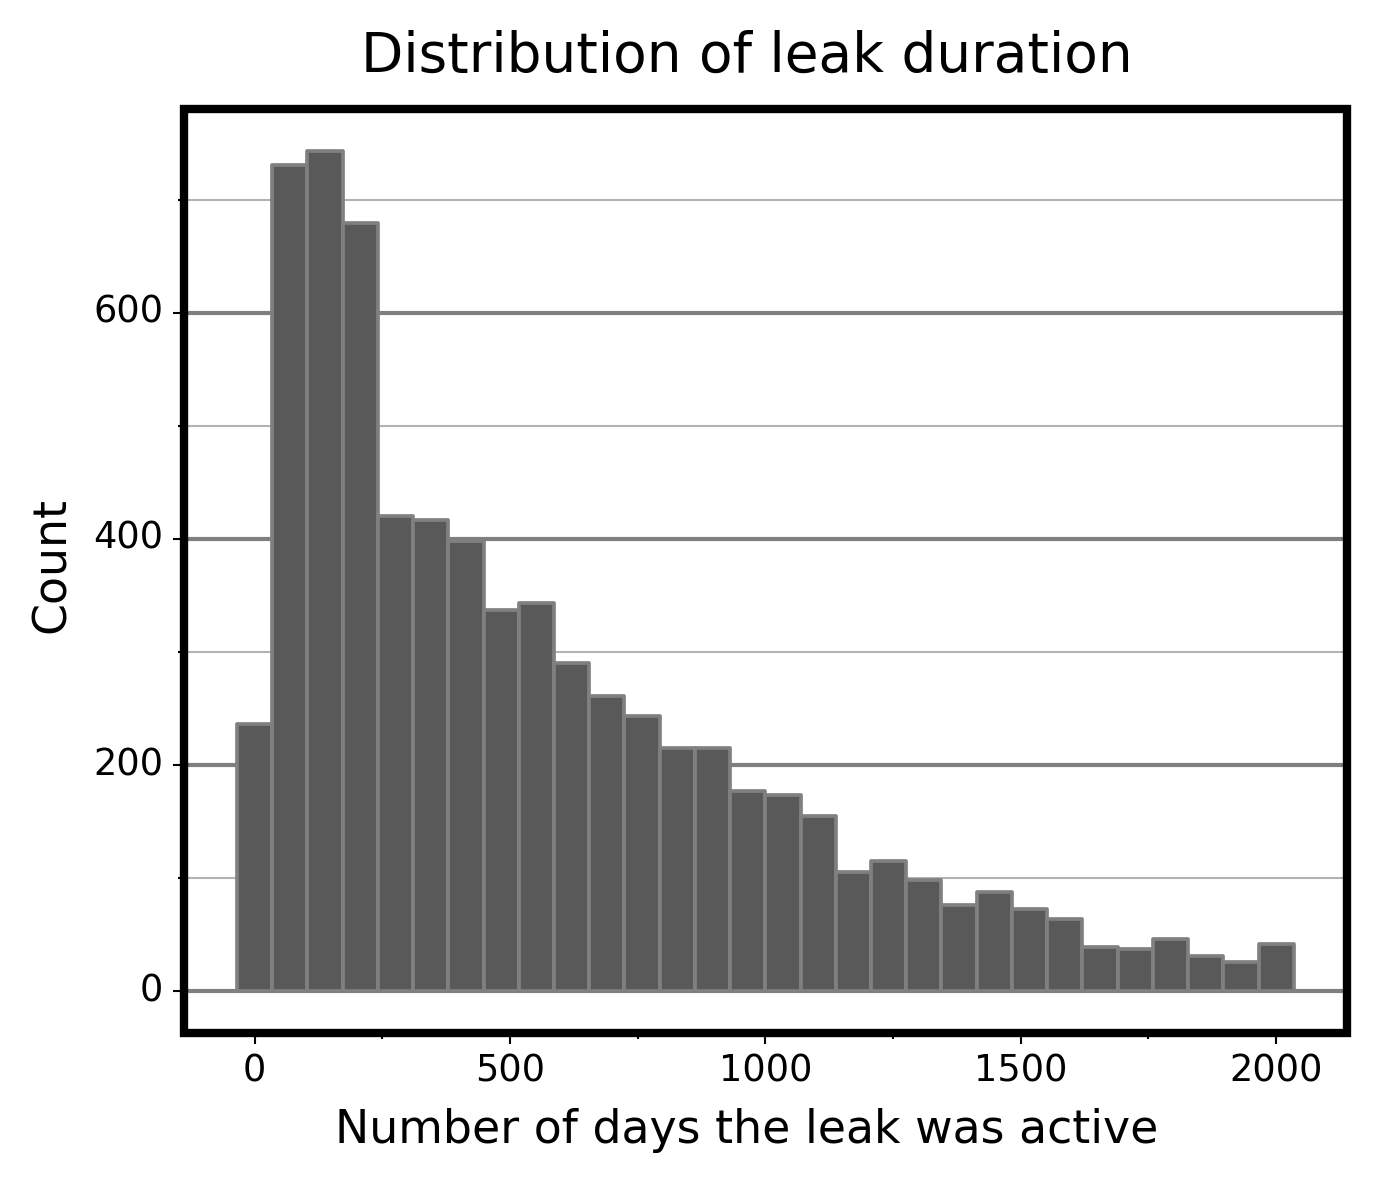 Distribution of leak duration
600
400
200
0
Count
0 500 1000 1500 2000
Number of days the leak was active